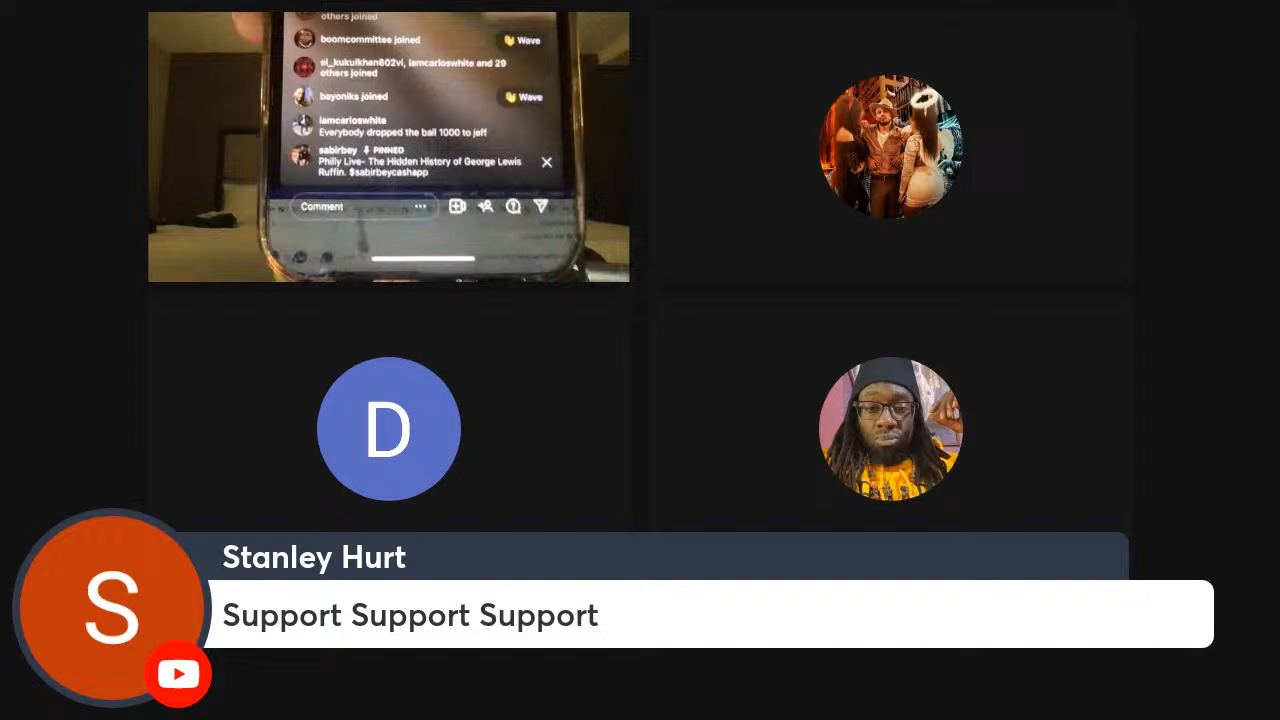 others joined
boomcommittee joined
Wave
el_kukulkhan602vi, iamcarloswhite and 29
others joined
bayoniks joined
Wave
iamcarloswhite
Everybody dropped the ball 1000 to jeff
sabirbey PINNED
Philly Live- The Hidden History of George Lewis
Ruffin. $sabirbeycashapp
Comment
D
S
Stanley Hurt
Support Support Support